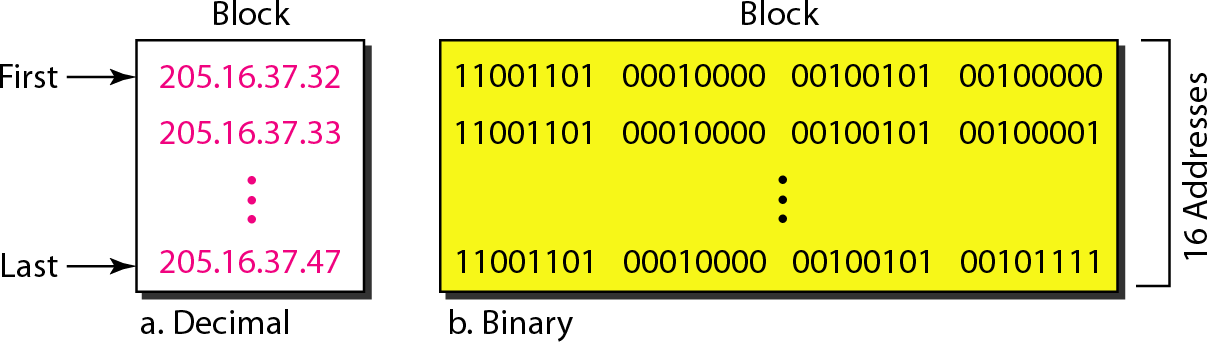 Block Block
First 205.16.37.32 11001101 00010000 00100101 00100000
205.16.37.33 11001101 00010000 00100101 00100001
Last 205.16.37.47 11001101 00010000 00100101 00101111
16 Addresses
a. Decimal b. Binary